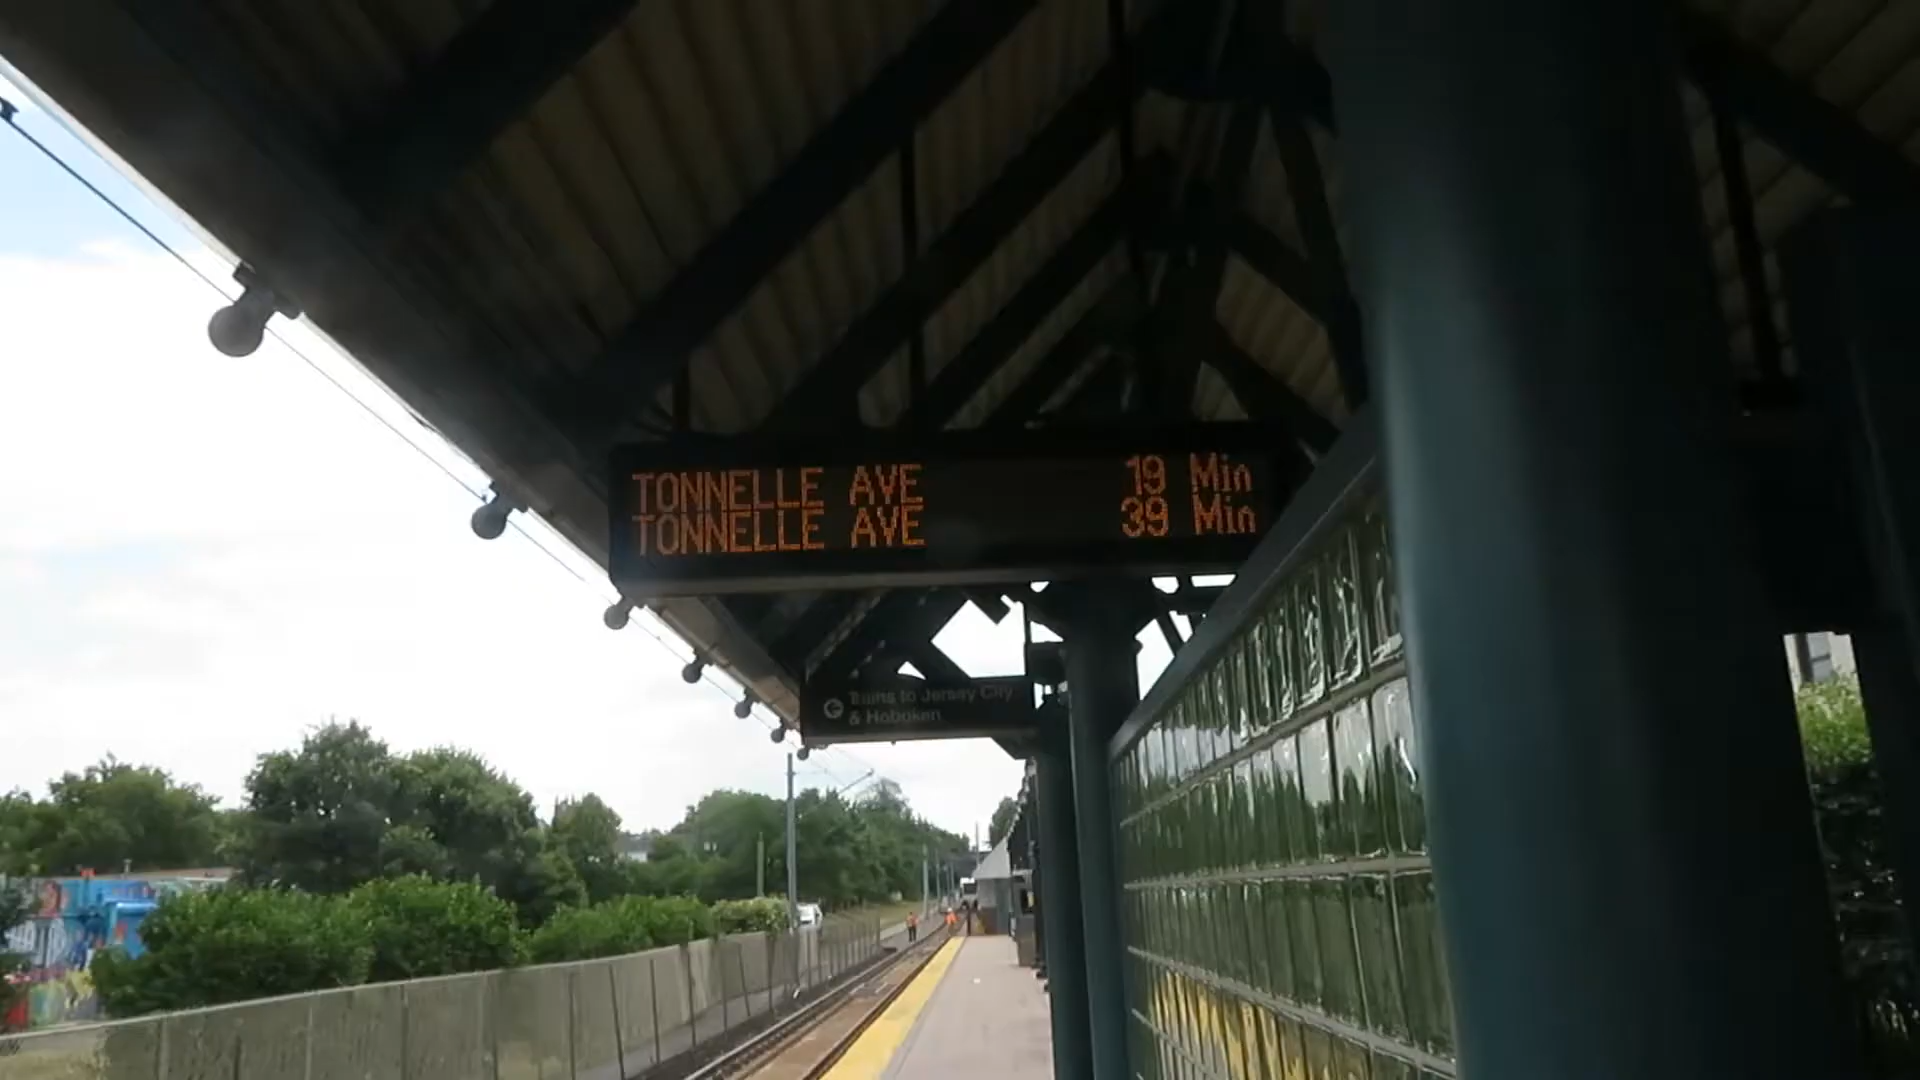 TONNELLE AVE 19 Min
TONNELLE AVE 39 Min
Trains to Jersey City
& Hoboken